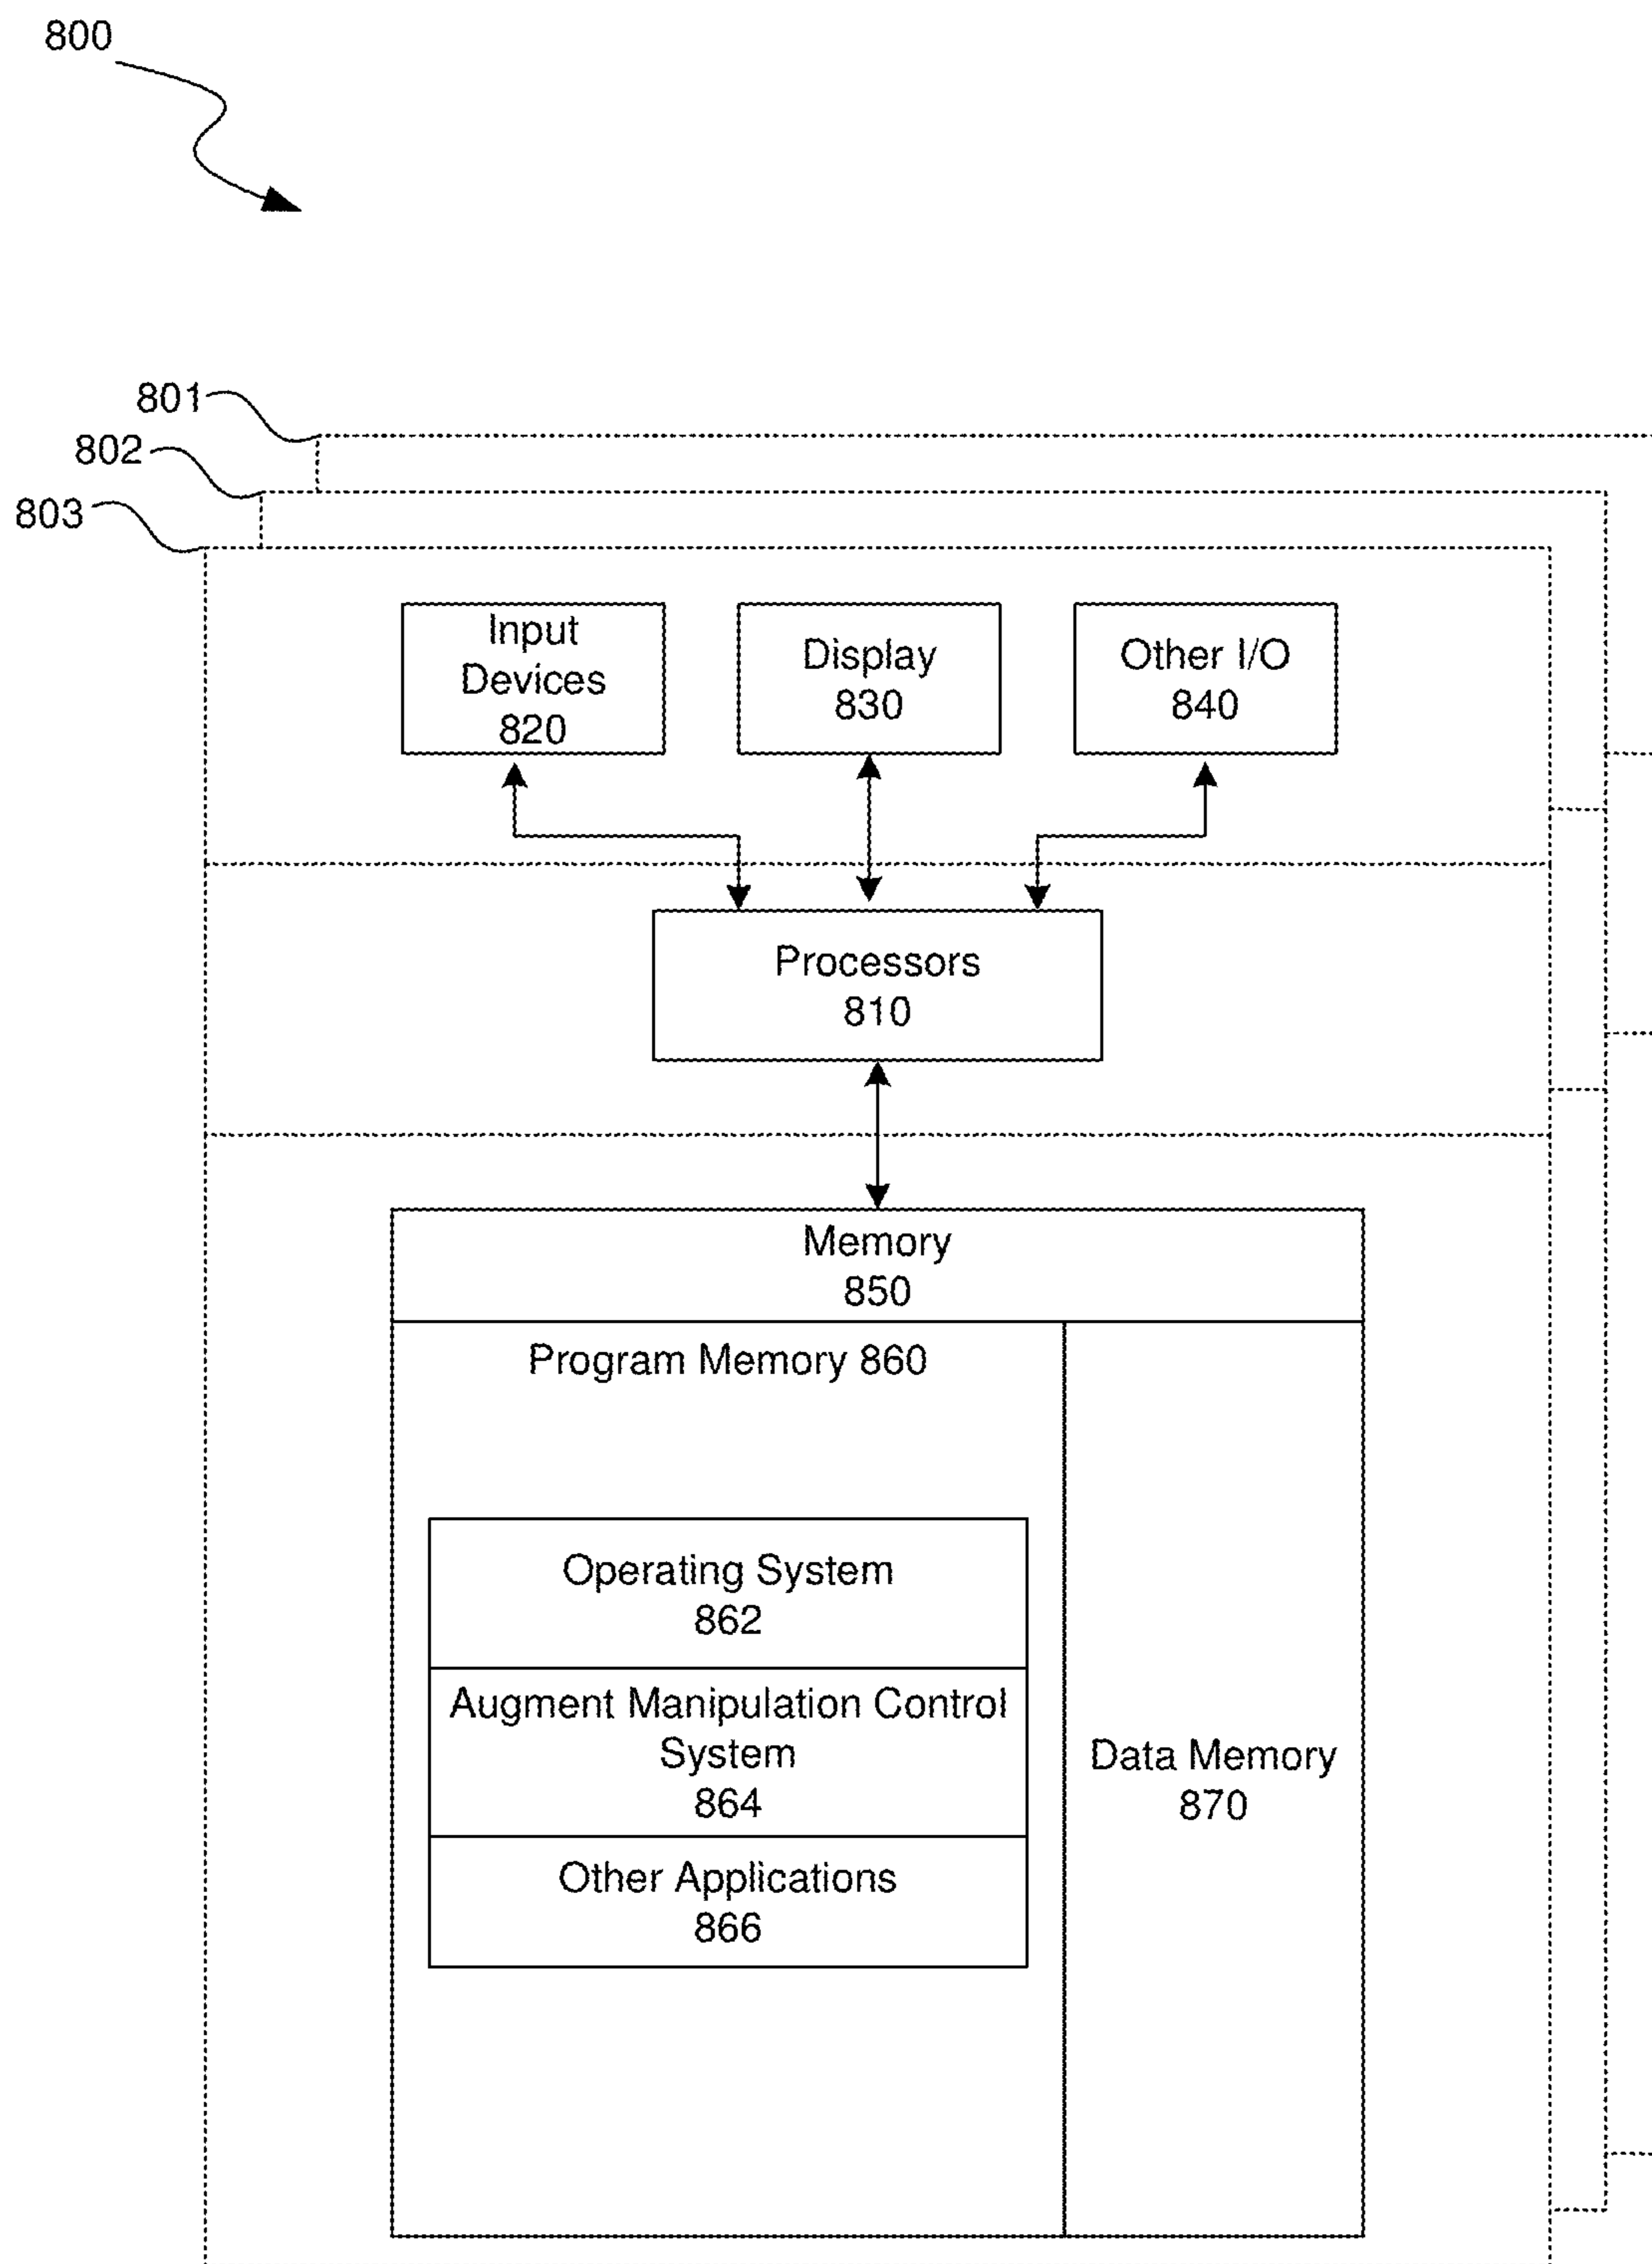 800
801
802
803
Input
Devices
820
Display
830
Other I/O
840
Processors
810
Memory
850
Program Memory 860
Operating System
862
Augment Manipulation Control
System
864
Other Applications
866
Data Memory
870